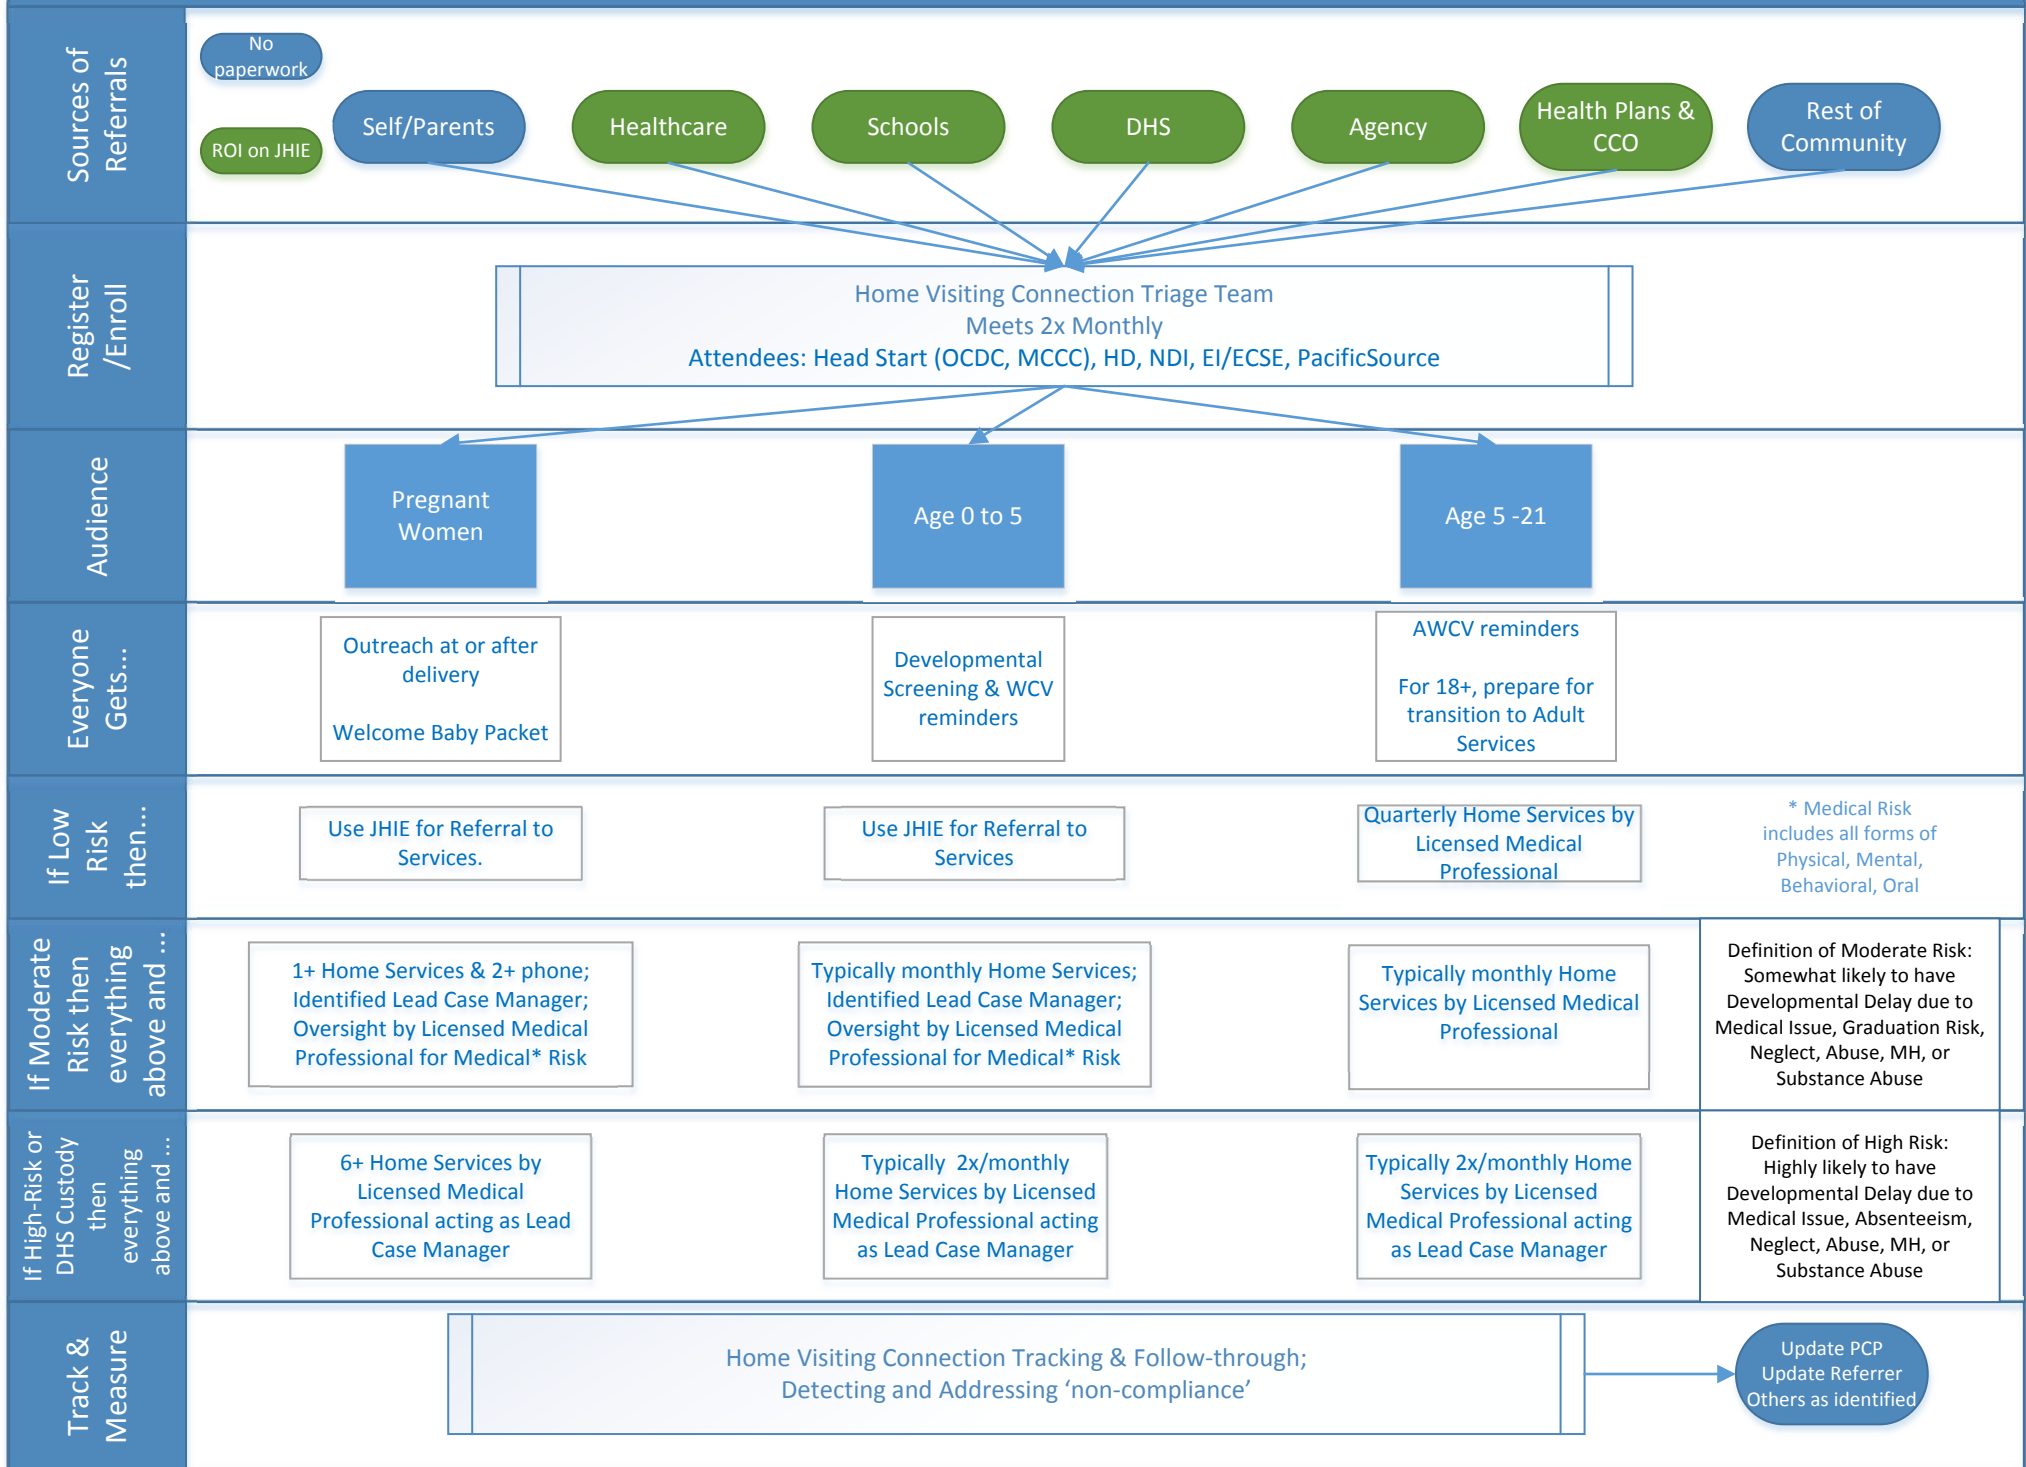 Sources of
Referrals
No
paperwork
ROI on JHIE
Self/Parents
Healthcare
Schools
DHS
Agency
Health Plans &
CCO
Rest of
Community
Register
/Enroll
Home Visiting Connection Triage Team
Meets 2x Monthly
Attendees: Head Start (OCDC, MCCC), HD, NDI, EI/ECSE, PacificSource
Audience
Pregnant
Women
Age 0 to 5
Age 5 -21
Everyone
Gets...
Outreach at or after
delivery
Welcome Baby Packet
Developmental
Screening & WCV
reminders
AWCV reminders
For 18+, prepare for
transition to Adult
Services
If Low
Risk
then...
Use JHIE for Referral to
Services.
Use JHIE for Referral to
Services
Quarterly Home Services by
Licensed Medical
Professional
* Medical Risk
includes all forms of
Physical, Mental,
Behavioral, Oral
If Moderate
Risk then
everything
above and ...
1+ Home Services & 2+ phone;
Identified Lead Case Manager;
Oversight by Licensed Medical
Professional for Medical* Risk
Typically monthly Home Services;
Identified Lead Case Manager;
Oversight by Licensed Medical
Professional for Medical* Risk
Typically monthly Home
Services by Licensed Medical
Professional
Definition of Moderate Risk:
Somewhat likely to have
Developmental Delay due to
Medical Issue, Graduation Risk,
Neglect, Abuse, MH, or
Substance Abuse
If High-Risk or
DHS Custody
then
everything
above and ...
6+ Home Services by
Licensed Medical
Professional acting as Lead
Case Manager
Typically 2x/monthly
Home Services by Licensed
Medical Professional acting
as Lead Case Manager
Typically 2x/monthly Home
Services by Licensed
Medical Professional acting
as Lead Case Manager
Definition of High Risk:
Highly likely to have
Developmental Delay due to
Medical Issue, Absenteeism,
Neglect, Abuse, MH, or
Substance Abuse
Track &
Measure
Home Visiting Connection Tracking & Follow-through;
Detecting and Addressing ‘non-compliance’
Update PCP
Update Referrer
Others as identified